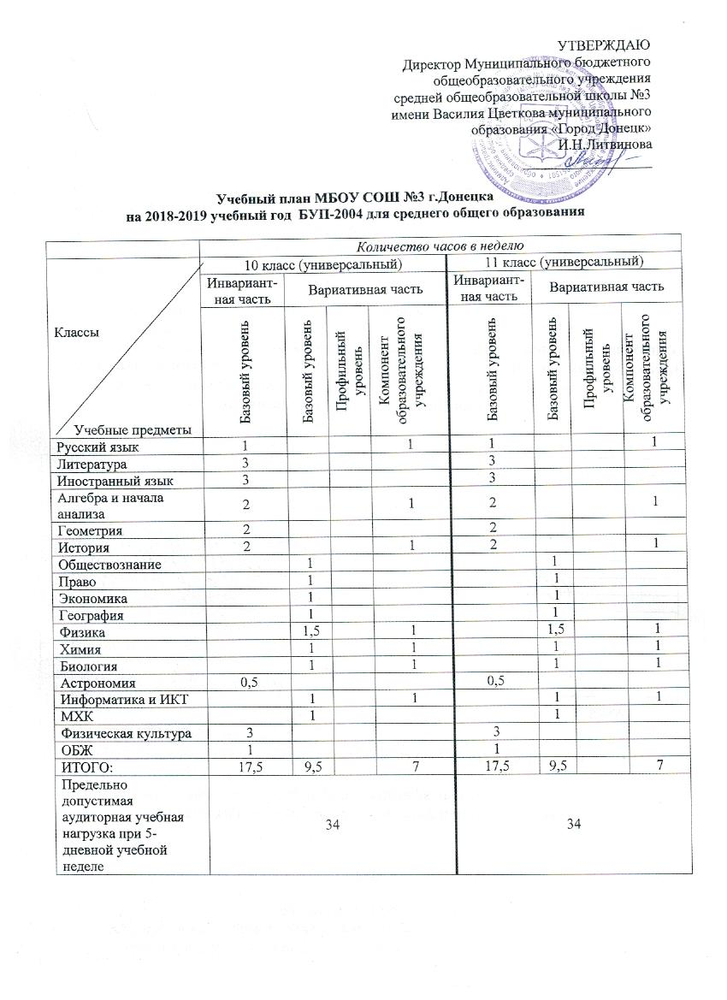 УТВЕРЖДАЮ
Директор Муниципального бюджетного
общеобразовательного учреждения
средней общеобразовательной школы №3
имени Василия Цветкова муниципального
образования «Город Донецк»
И.Н.Литвинова
Учебный план МБОУ СОШ №3 г.Донецка
на 2018-2019 учебный год БУП-2004 для среднего общего образования
Количество часов в неделю
10 класс (универсальный) 11 класс (универсальный)
Инвариант-
ная часть
Вариативная часть
Инвариант-
ная часть
Вариативная часть
Классы
Учебные предметы
Базовый уровень
Базовый уровень
Профильный
уровень
Компонент
образовательного
учреждения
Базовый уровень
Базовый уровень
Профильный
уровень
Компонент
образовательного
учреждения
Русский язык 1 1 1 1
Литература 3 3
Иностранный язык 3 3
Алгебра и начала
анализа 2 1 2 1
Геометрия 2 2
История 2 1 2 1
Обществознание 1 1
Право 1 1
Экономика 1 1
География 1 1
Физика 1,5 1 1,5 1
Химия 1 1 1 1
Биология 1 1 1 1
Астрономия 0,5 0,5
Информатика и ИКТ 1 1 1 1
МХК 1 1
Физическая культура 3 3
ОБЖ 1 1
ИТОГО: 17,5 9,5 7 17,5 9,5 7
Предельно
допустимая
аудиторная учебная
нагрузка при 5-
дневной учебной
неделе
34 34